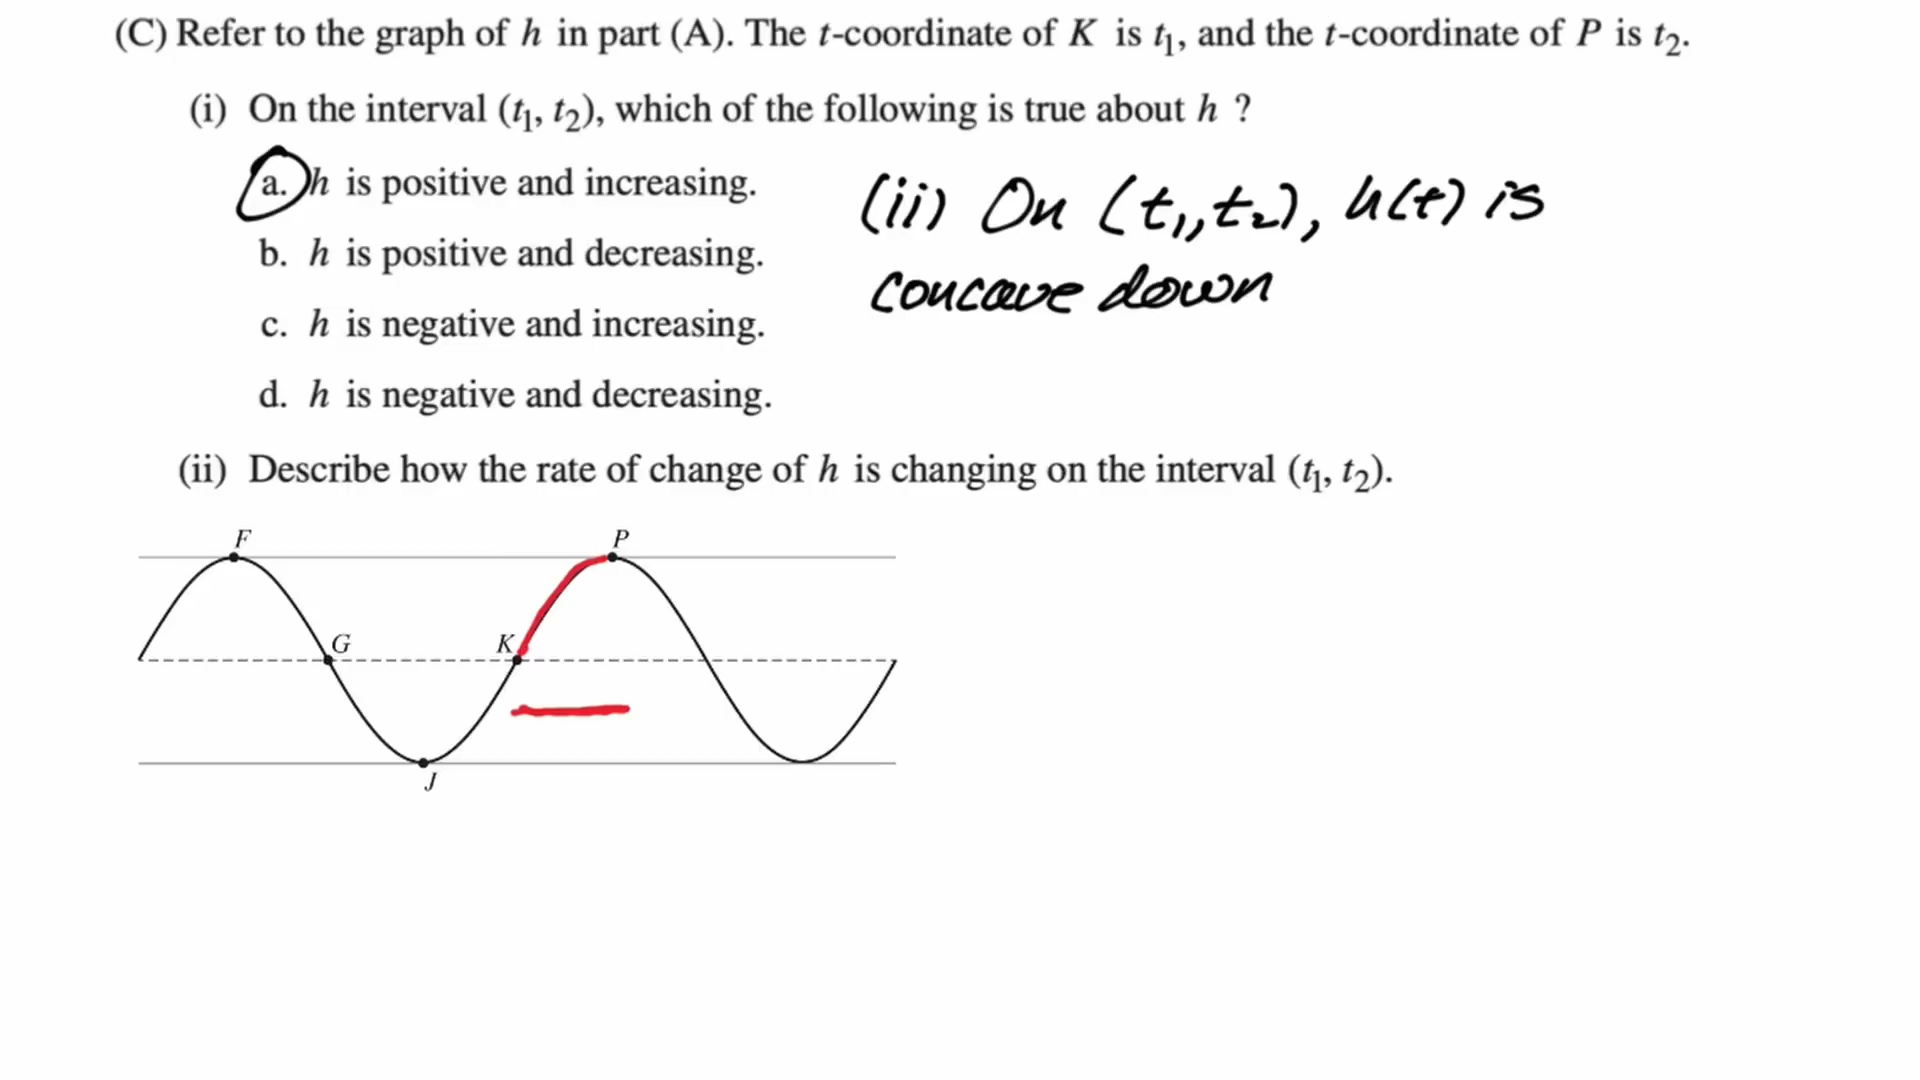 (C) Refer to the graph of h in part (A). The t-coordinate of K is t₁, and the t-coordinate of P is t₂.
(i) On the interval (t₁, t₂), which of the following is true about h ?
a. h is positive and increasing.
b. h is positive and decreasing.
c. h is negative and increasing.
d. h is negative and decreasing.
(ii) On (t₁, t₂), h(t) is
concave down
(ii) Describe how the rate of change of h is changing on the interval (t₁, t₂).
F
P
G
K
J